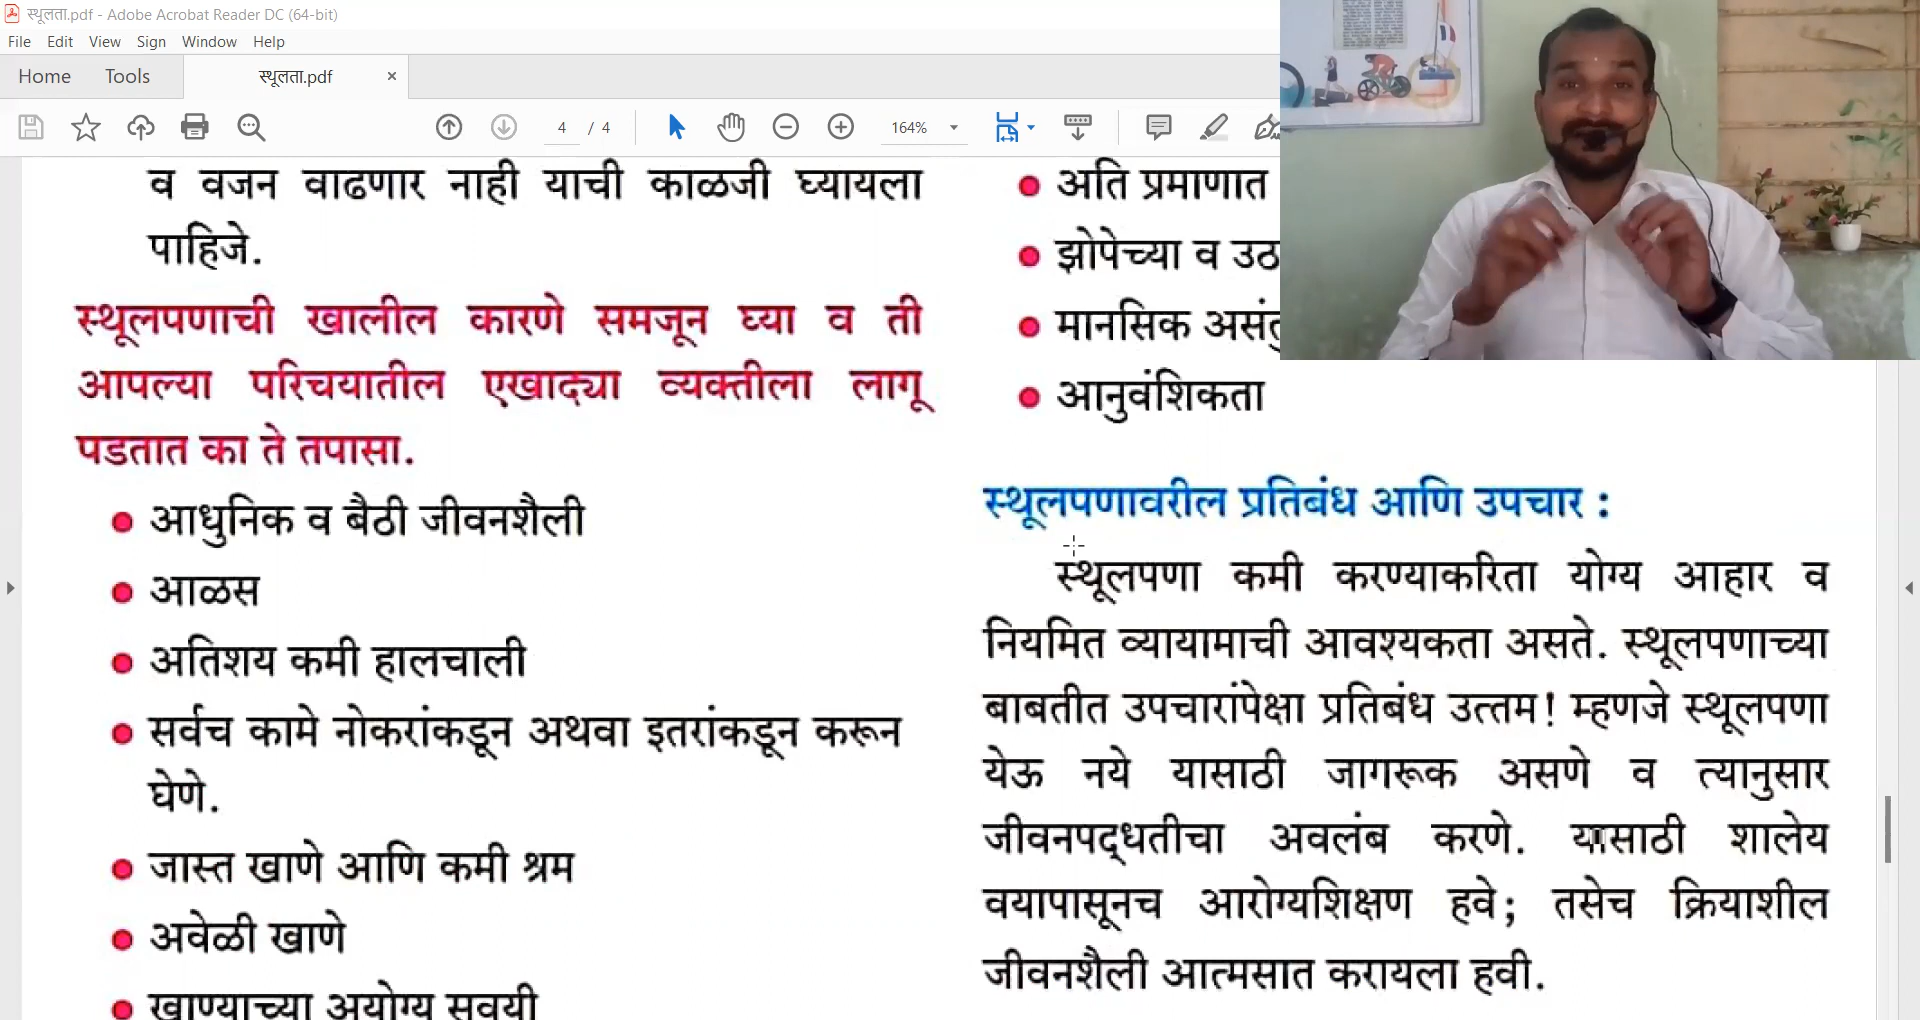 स्थूलता.pdf - Adobe Acrobat Reader DC (64-bit)
File Edit View Sign Window Help
Home Tools स्थूलता.pdf ×
4 / 4 164%
व वजन वाढणार नाही याची काळजी घ्यायला
पाहिजे.
स्थूलपणाची खालील कारणे समजून घ्या व ती
आपल्या परिचयातील एखाद्या व्यक्तीला लागू
पडतात का ते तपासा.
आधुनिक व बैठी जीवनशैली
आळस
अतिशय कमी हालचाली
सर्वच कामे नोकरांकडून अथवा इतरांकडून करून
घेणे.
जास्त खाणे आणि कमी श्रम
अवेळी खाणे
खाण्याच्या अयोग्य सवयी
अति प्रमाणात
झोपेच्या व
मानसिक
आनुवंशिकता
स्थूलपणावरील प्रतिबंध आणि उपचार :
स्थूलपणा कमी करण्याकरिता योग्य आहार व
नियमित व्यायामाची आवश्यकता असते. स्थूलपणाच्या
बाबतीत उपचारांपेक्षा प्रतिबंध उत्तम! म्हणजे स्थूलपणा
येऊ नये यासाठी जागरूक असणे व त्यानुसार
जीवनपद्धतीचा अवलंब करणे. यासाठी शालेय
वयापासूनच आरोग्यशिक्षण हवे; तसेच क्रियाशील
जीवनशैली आत्मसात करायला हवी.